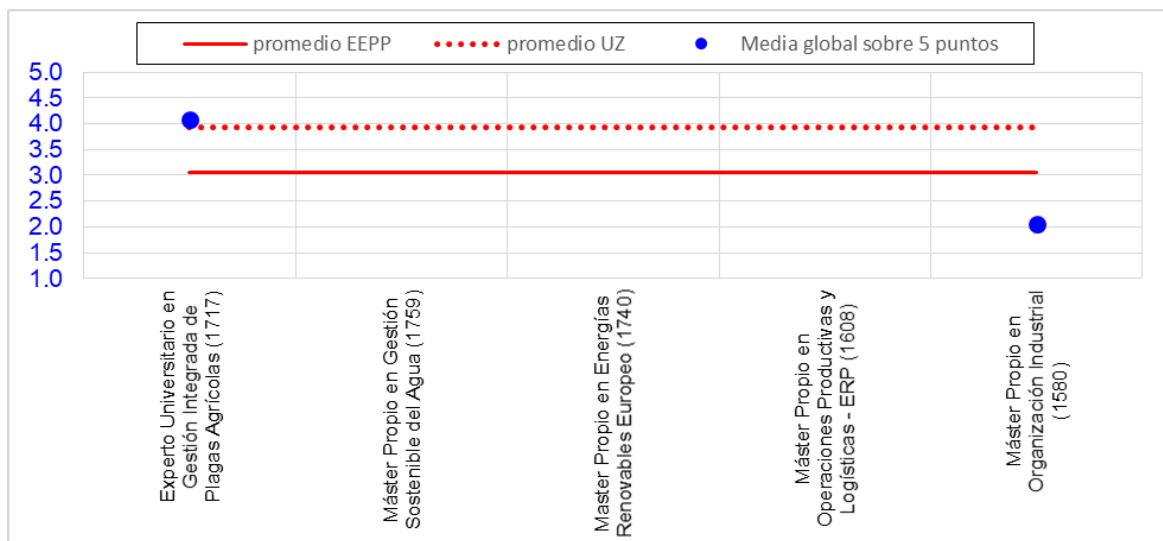 promedio EEPP
promedio UZ
Media global sobre 5 puntos
5.0
4.5
4.0
3.5
3.0
2.5
2.0
1.5
1.0
Experto Universitario en
Gestión Integrada de
Plagas Agrícolas (1717)
Máster Propio en Gestión
Sostenible del Agua (1759)
Master Propio en Energías
Renovables Europeo (1740)
Máster Propio en
Operaciones Productivas y
Logísticas - ERP (1608)
Máster Propio en
Organización Industrial
(1580)